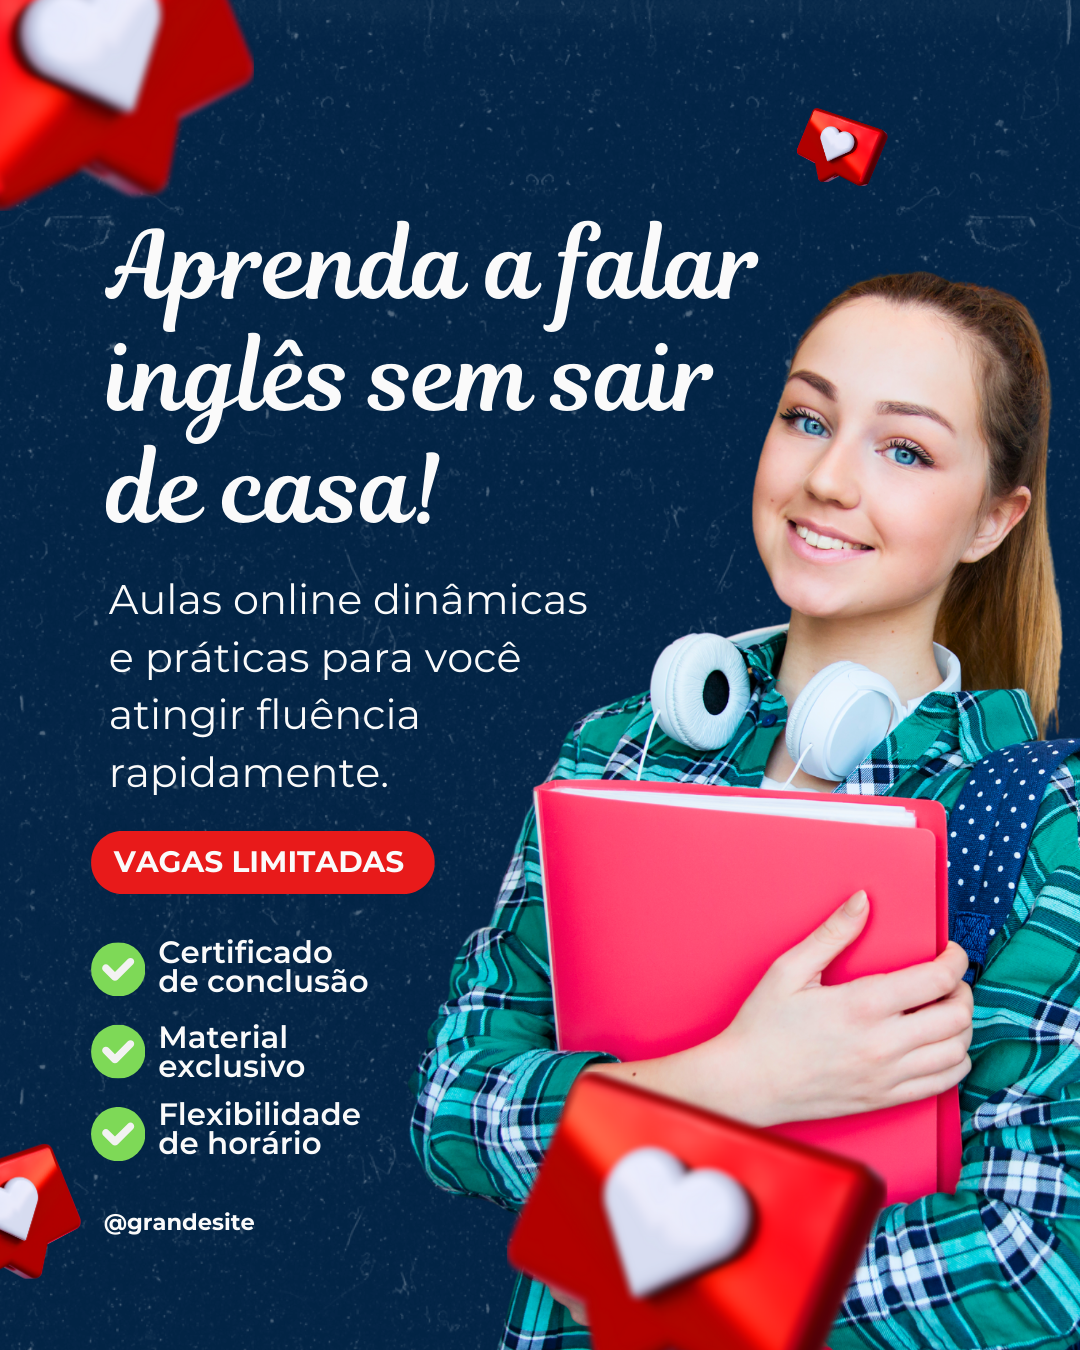 Aprenda a falar
inglês sem sair
de casa!
Aulas online dinâmicas
e práticas para você
atingir fluência
rapidamente.
VAGAS LIMITADAS
Certificado
de conclusão
Material
exclusivo
Flexibilidade
de horário
@grandesite